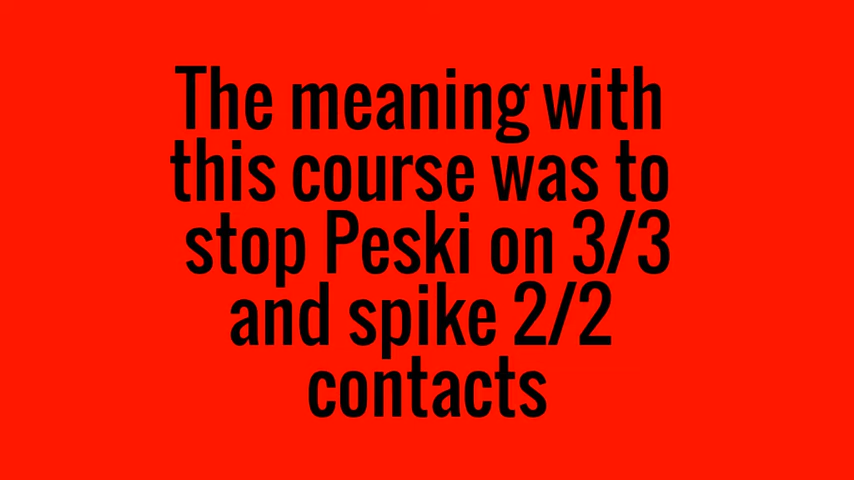 The meaning with
this course was to
stop Peski on 3/3
and spike 2/2
contacts